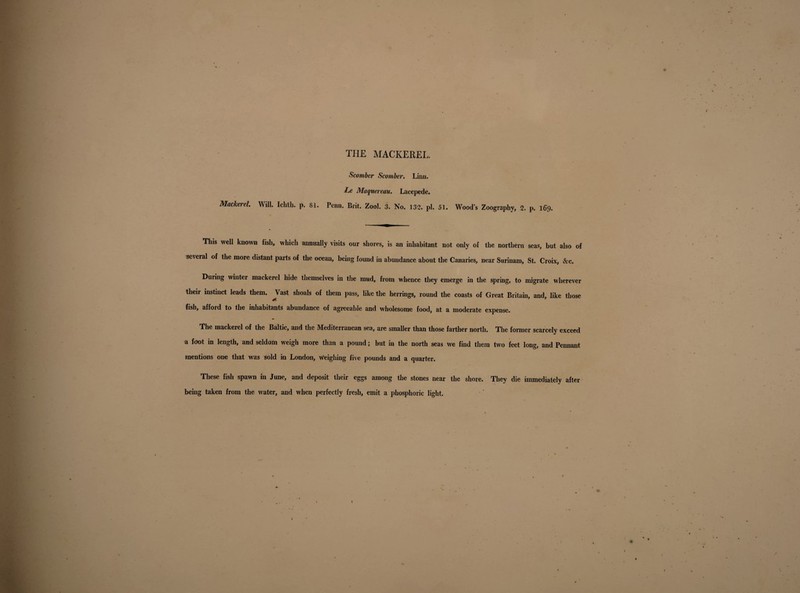 THE MACKEREL.
Scomber Scomber. Linn.
Le Maquereau. Lacepede.
Mackerel. Will. Ichth. p. 81. Penn. Brit. Zool. 3. No. 132. pl. 51. Wood's Zoography, 2. p. 169.
This well known fish, which annually visits our shores, is an inhabitant not only of the northern seas, but also of
several of the more distant parts of the ocean, being found in abundance about the Canaries, near Surinam, St. Croix, &c.
During winter mackerel hide themselves in the mud, from whence they emerge in the spring, to migrate wherever
their instinct leads them. Vast shoals of them pass, like the herrings, round the coasts of Great Britain, and, like those
fish, afford to the inhabitants abundance of agreeable and wholesome food, at a moderate expense.
The mackerel of the Baltic, and the Mediterranean sea, are smaller than those farther north. The former scarcely exceed
a foot in length, and seldom weigh more than a pound; but in the north seas we find them two feet long, and Pennant
mentions one that was sold in London, weighing five pounds and a quarter.
These fish spawn in June, and deposit their eggs among the stones near the shore. They die immediately after
being taken from the water, and when perfectly fresh, emit a phosphoric light.